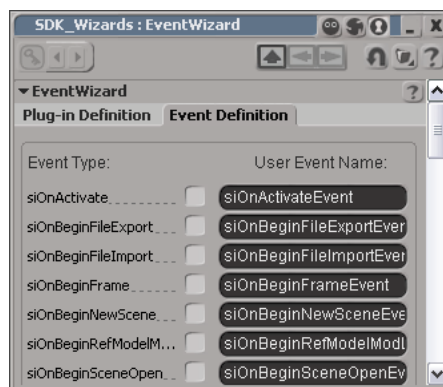 SDK_Wizards : EventWizard
EventWizard
Plug-in Definition Event Definition
Event Type: User Event Name:
siOnActivate siOnActivateEvent
siOnBeginFileExport siOnBeginFileExportEver
siOnBeginFileImport siOnBeginFileImportEver
siOnBeginFrame siOnBeginFrameEvent
siOnBeginNewScene siOnBeginNewSceneEve
siOnBeginRefModelM... siOnBeginRefModelModL
siOnBeginSceneOpen siOnBeginSceneOpenEv